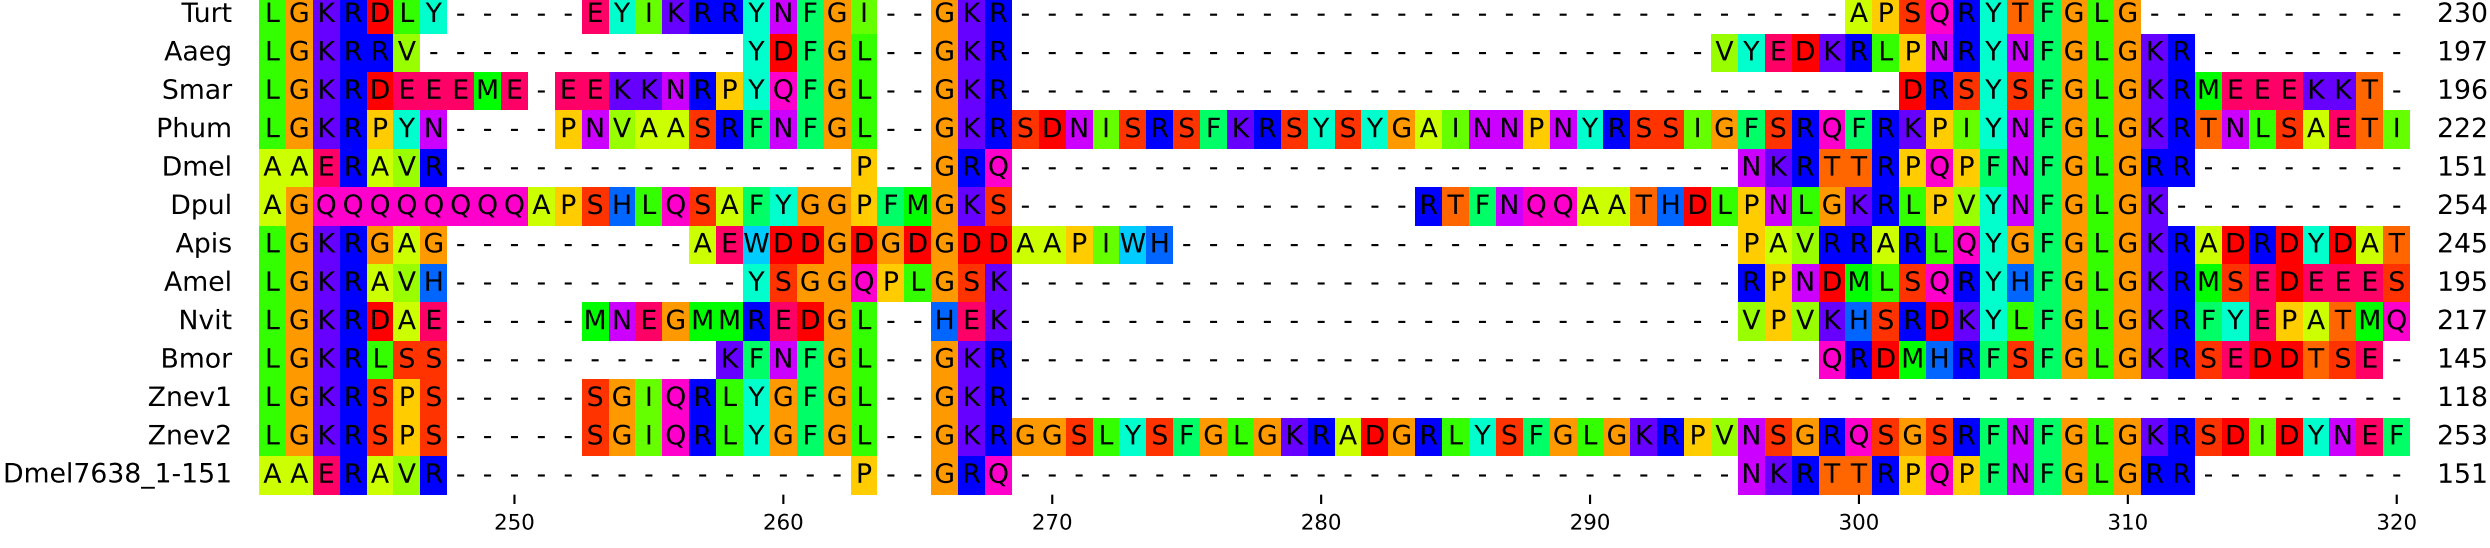 Turt LGKRDLY-----EYIKRRYNFGI--GKR-------------------------------APSQRYTFGLG---------- 230
Aaeg LGKRRV------------YDFGL--GKR--------------------------VYEDKRLPNRYNFGLGKR-------- 197
Smar LGKRDEEEME-EEKKNRPYQFGL--GKR---------------------------------DRSYSFGLGKRMEEEKKT- 196
Phum LGKRPYN----PNVAASRFNFGL--GKRSDNISRSFKRSYSYGAINNPNYRSSIGFSRQFRKPIYNFGLGKRTNLSAETI 222
Dmel AAERAVR---------------P--GRQ---------------------------NKRTTRPQPFNFGLGRR-------- 151
Dpul AGQQQQQQQQAPSHLQSAFYGGPFMGKS---------------RTFNQQAATHDLPNLGKRLPVYNFGLGK--------- 254
Apis LGKRGAG---------AEWDDGDGDGDDAAPIWH---------------------PAVRRARLQYGFGLGKRADRDYDAT 245
Amel LGKRAVH-----------YSGGQPLGSK---------------------------RPNDMLSQRYHFGLGKRMSEDEEES 195
Nvit LGKRDAE-----MNEGMMREDGL--HEK---------------------------VPVKHSRDKYLFGLGKRFYEPATMQ 217
Bmor LGKRLSS----------KFNFGL--GKR------------------------------QRDMHRFSFGLGKRSEDDTSE- 145
Znev1 LGKRSPS-----SGIQRLYGFGL--GKR---------------------------------------------------- 118
Znev2 LGKRSPS-----SGIQRLYGFGL--GKRGGSLYSFGLGKRADGRLYSFGLGKRPVNSGRQSGSRFNFGLGKRSDIDYNEF 253
Dmel7638_1-151 AAERAVR---------------P--GRQ---------------------------NKRTTRPQPFNFGLGRR-------- 151
250 260 270 280 290 300 310 320